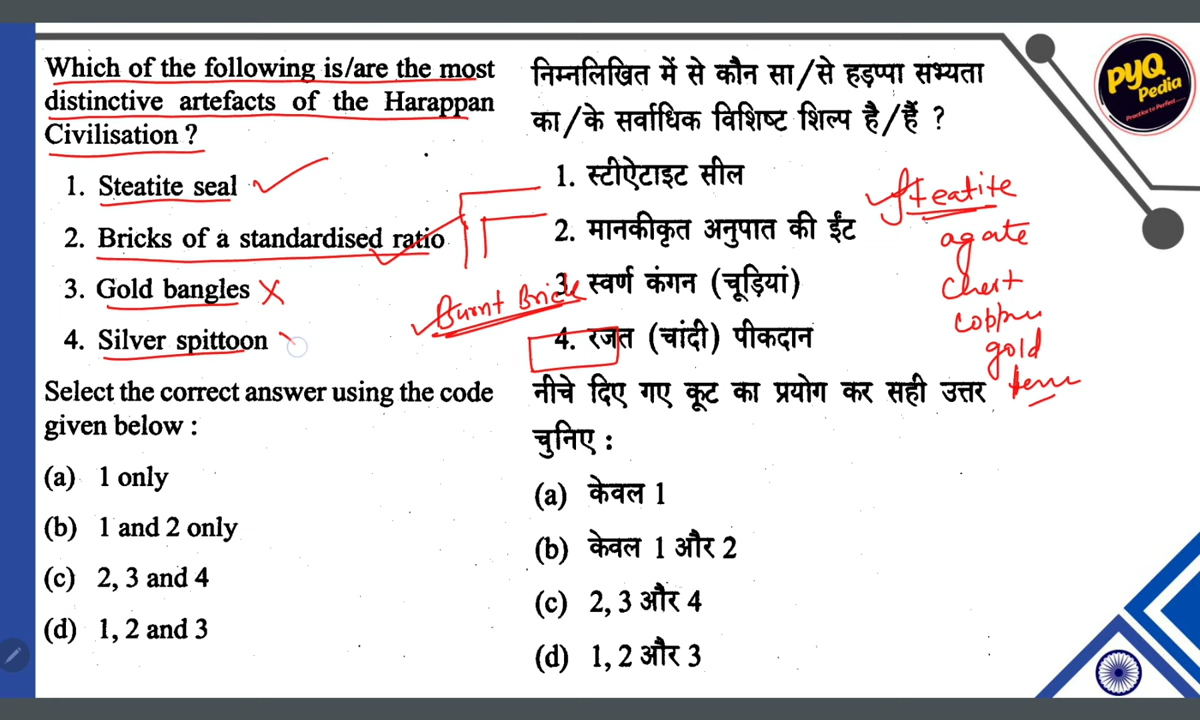 Which of the following is/are the most
distinctive artefacts of the Harappan
Civilisation ?
1. Steatite seal
2. Bricks of a standardised ratio
3. Gold bangles
4. Silver spittoon
Select the correct answer using the code
given below :
(a) 1 only
(b) 1 and 2 only
(c) 2, 3 and 4
(d) 1, 2 and 3
निम्नलिखित में से कौन सा/से हड़प्पा सभ्यता
का/के सर्वाधिक विशिष्ट शिल्प है/हैं ?
1. स्टीऐटाइट सील
2. मानकीकृत अनुपात की ईंट
3. स्वर्ण कंगन (चूड़ियां)
4. रजत (चांदी) पीकदान
नीचे दिए गए कूट का प्रयोग कर सही उत्तर
चुनिए :
(a) केवल 1
(b) केवल 1 और 2
(c) 2, 3 और 4
(d) 1, 2 और 3
Burnt Brick
Steatite
agate
chert
copper
gold
PYQ
Pedia
Practice to Perfect